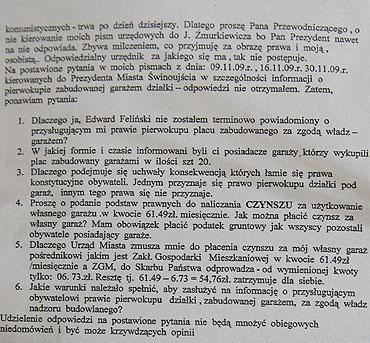 komunistycznych - trwa po dzień dzisiejszy. Dlatego proszę Pana Przewodniczącego , o
nie kierowanie moich pism urzędowych do J. Żmurkiewicza bo Pan Prezydent nawet
na nie odpowiada. Zbywa milczeniem, co przyjmuję za obrazę prawa i moją ,
osobistą.. Odpowiedzialny urzędnik za jakiego się ma , tak nie postępuje.
Na postawione pytania w moich pismach z dnia: 09.11.09.r. , 16.11.09.r. 30.11.09.r.
kierowanych do Prezydenta Miasta Świnoujścia w szczególności informacji o
pierwokupie zabudowanej garażem działki – odpowiedzi nie otrzymałem. Zatem,
ponawiam pytania:
1. Dlaczego ja, Edward Feliński nie zostałem terminowo powiadomiony o
przysługującym mi prawie pierwokupu placu zabudowanego za zgodą władz –
garażem?
2. W jakiej formie i czasie informowani byli ci posiadacze garaży, którzy wykupili
plac zabudowany garażami w ilości szt 20.
3. Dlaczego podejmuje się uchwały konsekwencją których łamie się prawa
konstytucyjne obywateli. Jednym przyznaje się prawo pierwokupu działki pod
garaż, innym tego prawa się nie przyznaje.
4. Proszę o podanie podstaw prawnych do naliczania CZYNSZU za użytkowanie
własnego garażu .w kwocie 61.49zł. miesięcznie. Jak można płacić czynsz za
własny garaż? Mam obowiązek płacić podatek gruntowy jak wszyscy pozostali
obywatele posiadający garaże.
5. Dlaczego Urząd Miasta zmusza mnie do płacenia czynszu za mój własny garaż
pośrednikowi jakim jest Zakł. Gospodarki Mieszkaniowej w kwocie 61.49zł
/miesięcznie a ZGM, do Skarbu Państwa odprowadza - od wymienionej kwoty
tylko: 06. 73.zł. Resztę tj. 61.49 – 6.73 = 54,76zł. zatrzymuje dla siebie.
6. Jakie warunki należało spełnić, aby zasłużyć na informację o przysługującym
obywatelowi prawie pierwokupu działki , zabudowanej garażem, za zgodą władz
nadzoru budowlanego?
Udzielenie odpowiedzi na postawione pytania nie będą mnożyć obiegowych
niedomówień i być może krzywdzących opinii